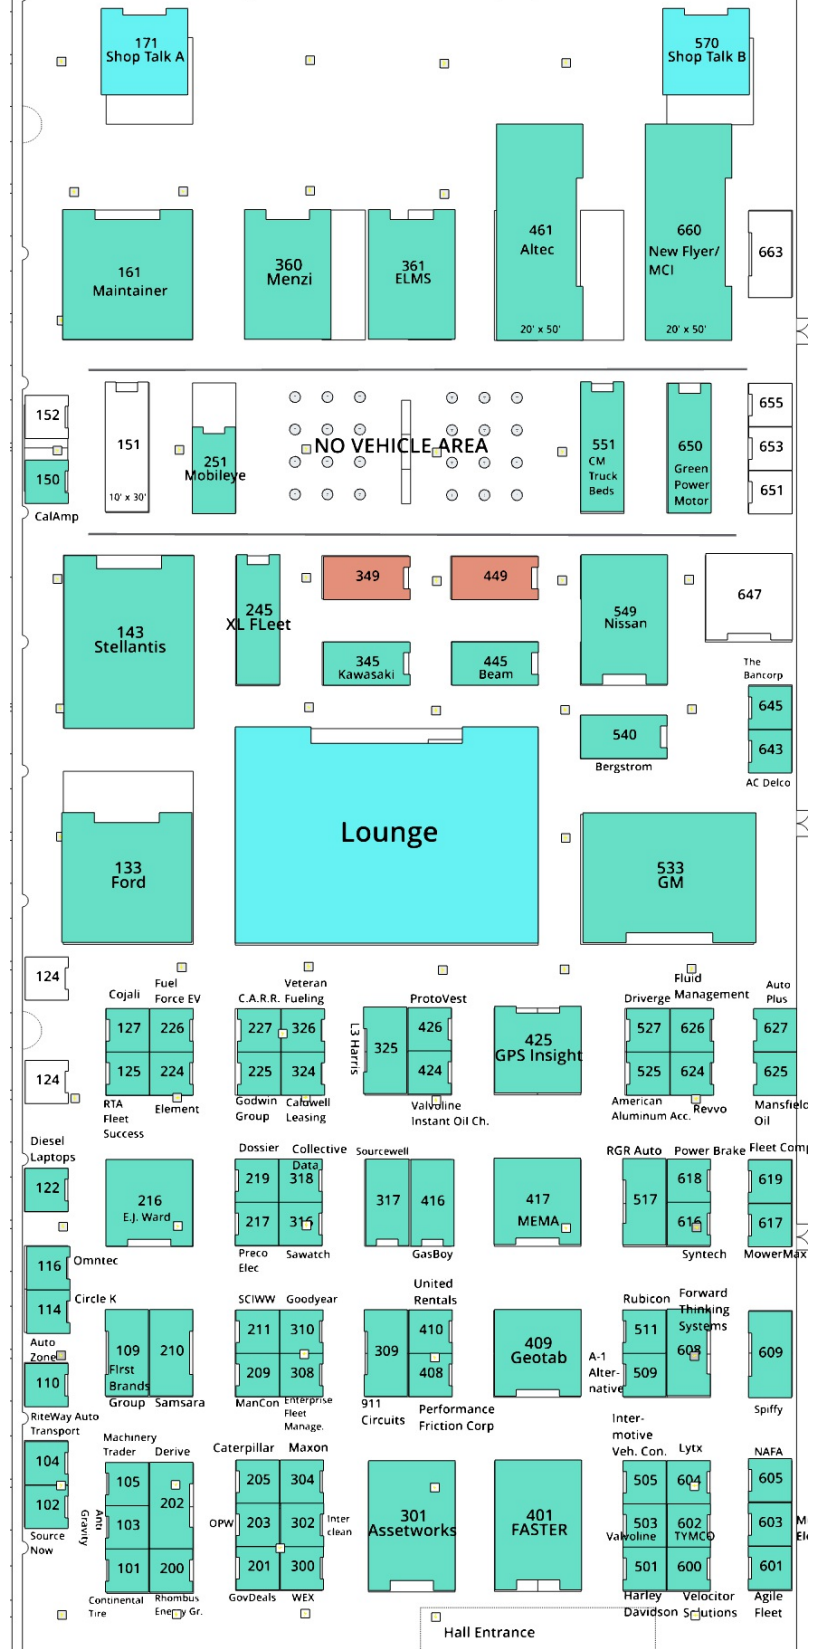 171
Shop Talk A
570
Shop Talk B
161
Maintainer
360
Menzi
361
ELMS
461
Altec
20' x 50'
660
New Flyer/
MCI
20' x 50'
663
152
150
CalAmp
151
10' x 30'
251
Mobileye
NO VEHICLE AREA
551
CM
Truck
Beds
650
Green
Power
Motor
655
653
651
143
Stellantis
245
XL FLeet
349
449
345
Kawasaki
445
Beam
549
Nissan
647
The
Bancorp
645
643
AC Delco
540
Bergstrom
Lounge
133
Ford
533
GM
124
124
Cojali
Fuel
Force EV
127
226
125
224
RTA
Fleet
Success
Element
C.A.R.R.
Veteran
Fueling
227
326
225
324
Godwin
Group
Caldwell
Leasing
L3 Harris
325
ProtoVest
426
424
Valvoline
Instant Oil Ch.
425
GPS Insight
Driverge
Fluid
Management
527
626
525
624
American
Aluminum Acc.
Revvo
Auto
Plus
627
625
Mansfield
Oil
Diesel
Laptops
122
216
E.J. Ward
Dossier
Collective
Data
219
318
217
316
Preco
Elec
Sawatch
Sourcewell
317
416
GasBoy
417
MEMA
RGR Auto
Power Brake
517
618
616
Syntech
Fleet Comp
619
617
MowerMax
116
Omntec
114
Circle K
Auto
Zone
110
RiteWay Auto
Transport
109
First
Brands
Group
210
Samsara
SCIWW
Goodyear
211
310
209
308
ManCon
Enterprise
Fleet
Manage.
309
911
Circuits
United
Rentals
410
408
Performance
Friction Corp
409
Geotab
A-1
Alter-
native
Rubicon
511
509
Forward
Thinking
Systems
608
609
Spiffy
104
102
Source
Now
Machinery
Trader
Derive
105
202
103
Anti
Gravity
101
200
Continental
Tire
Rhombus
Energy Gr.
Caterpillar
Maxon
205
304
OPW
203
302
Inter
clean
201
300
GovDeals
WEX
301
Assetworks
401
FASTER
Inter-
motive
Veh. Con.
Lytx
505
604
503
602
Valvoline
TYMCO
501
600
Harley
Davidson
Velocitor
Solutions
NAFA
605
603
601
Agile
Fleet
Hall Entrance